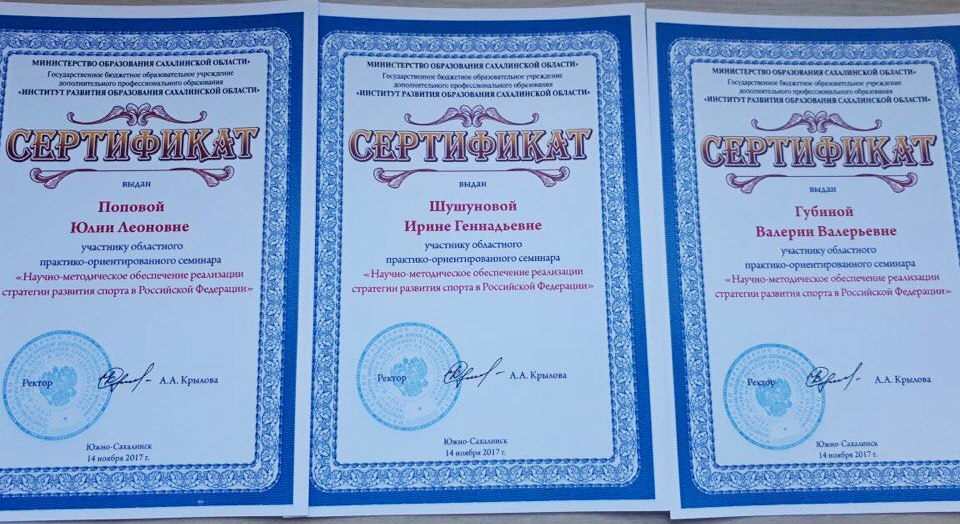 МИНИСТЕРСТВО ОБРАЗОВАНИЯ САХАЛИНСКОЙ ОБЛАСТИ»
Государственное бюджетное образовательное учреждение
дополнительного профессионального образования
«ИНСТИТУТ РАЗВИТИЯ ОБРАЗОВАНИЯ САХАЛИНСКОЙ ОБЛАСТИ»
СЕРТИФИКАТ
выдан
Поповой
Юлии Леоновне
участнику областного
практико-ориентированного семинара
«Научно-методическое обеспечение реализации
стратегии развития спорта в Российской Федерации»
Ректор А.А. Крылова
Южно-Сахалинск
14 ноября 2017 г.
МИНИСТЕРСТВО ОБРАЗОВАНИЯ САХАЛИНСКОЙ ОБЛАСТИ»
Государственное бюджетное образовательное учреждение
дополнительного профессионального образования
«ИНСТИТУТ РАЗВИТИЯ ОБРАЗОВАНИЯ САХАЛИНСКОЙ ОБЛАСТИ»
СЕРТИФИКАТ
выдан
Шушуновой
Ирине Геннадьевне
участнику областного
практико-ориентированного семинара
«Научно-методическое обеспечение реализации
стратегии развития спорта в Российской Федерации»
Ректор А.А. Крылова
Южно-Сахалинск
14 ноября 2017 г.
МИНИСТЕРСТВО ОБРАЗОВАНИЯ САХАЛИНСКОЙ ОБЛАСТИ»
Государственное бюджетное образовательное учреждение
дополнительного профессионального образования
«ИНСТИТУТ РАЗВИТИЯ ОБРАЗОВАНИЯ САХАЛИНСКОЙ ОБЛАСТИ»
СЕРТИФИКАТ
выдан
Губиной
Валерии Валерьевне
участнику областного
практико-ориентированного семинара
«Научно-методическое обеспечение реализации
стратегии развития спорта в Российской Федерации»
Ректор А.А. Крылова
Южно-Сахалинск
14 ноября 2017 г.